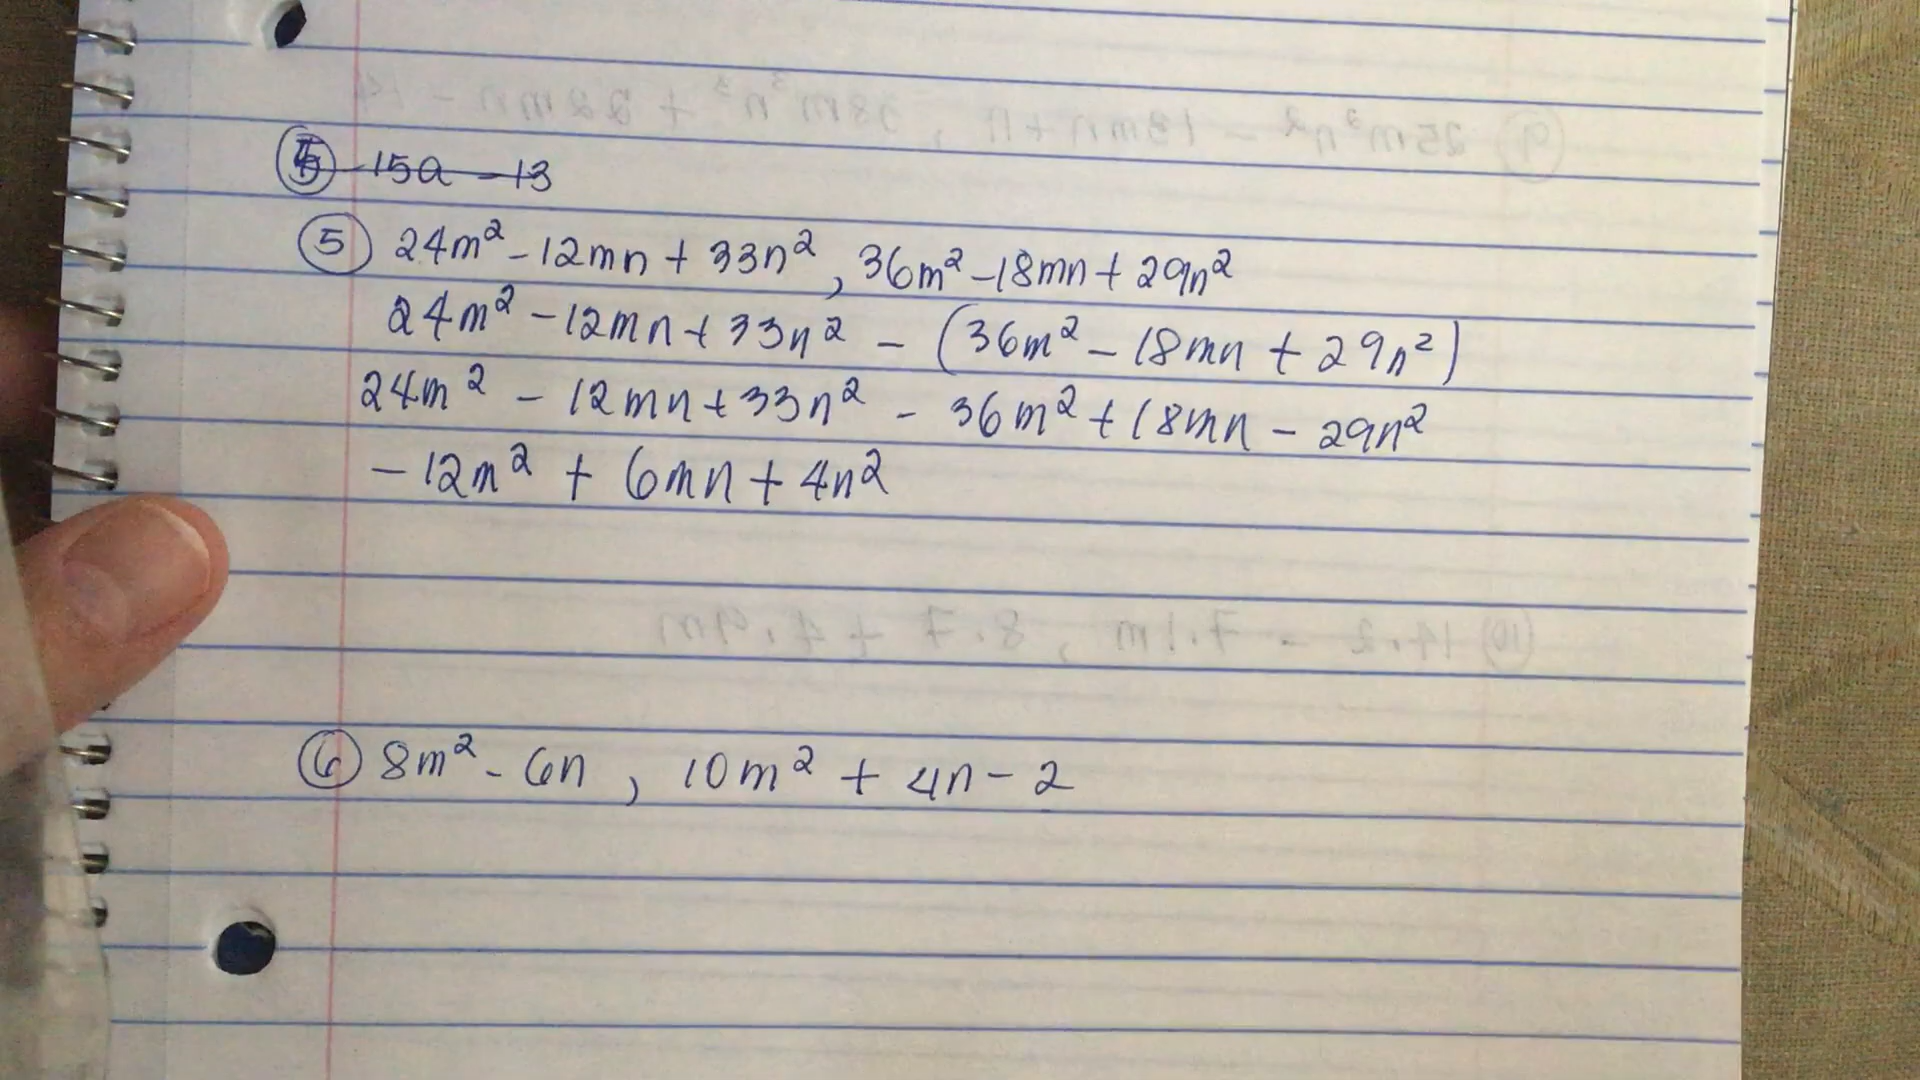 15a - 13
⑤ 24m² - 12mn + 33n², 36m² - 18mn + 29n²
24m² - 12mn + 33n² - (36m² - 18mn + 29n²)
24m² - 12mn + 33n² - 36m² + 18mn - 29n²
- 12m² + 6mn + 4n²
⑥ 8m² - 6n, 10m² + 4n - 2